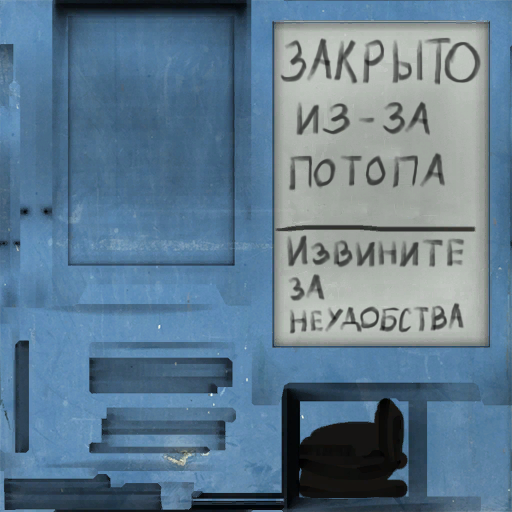 ЗАКРЫТО
ИЗ-ЗА
ПОТОПА
ИЗВИНИТЕ
ЗА
НЕУДОБСТВА